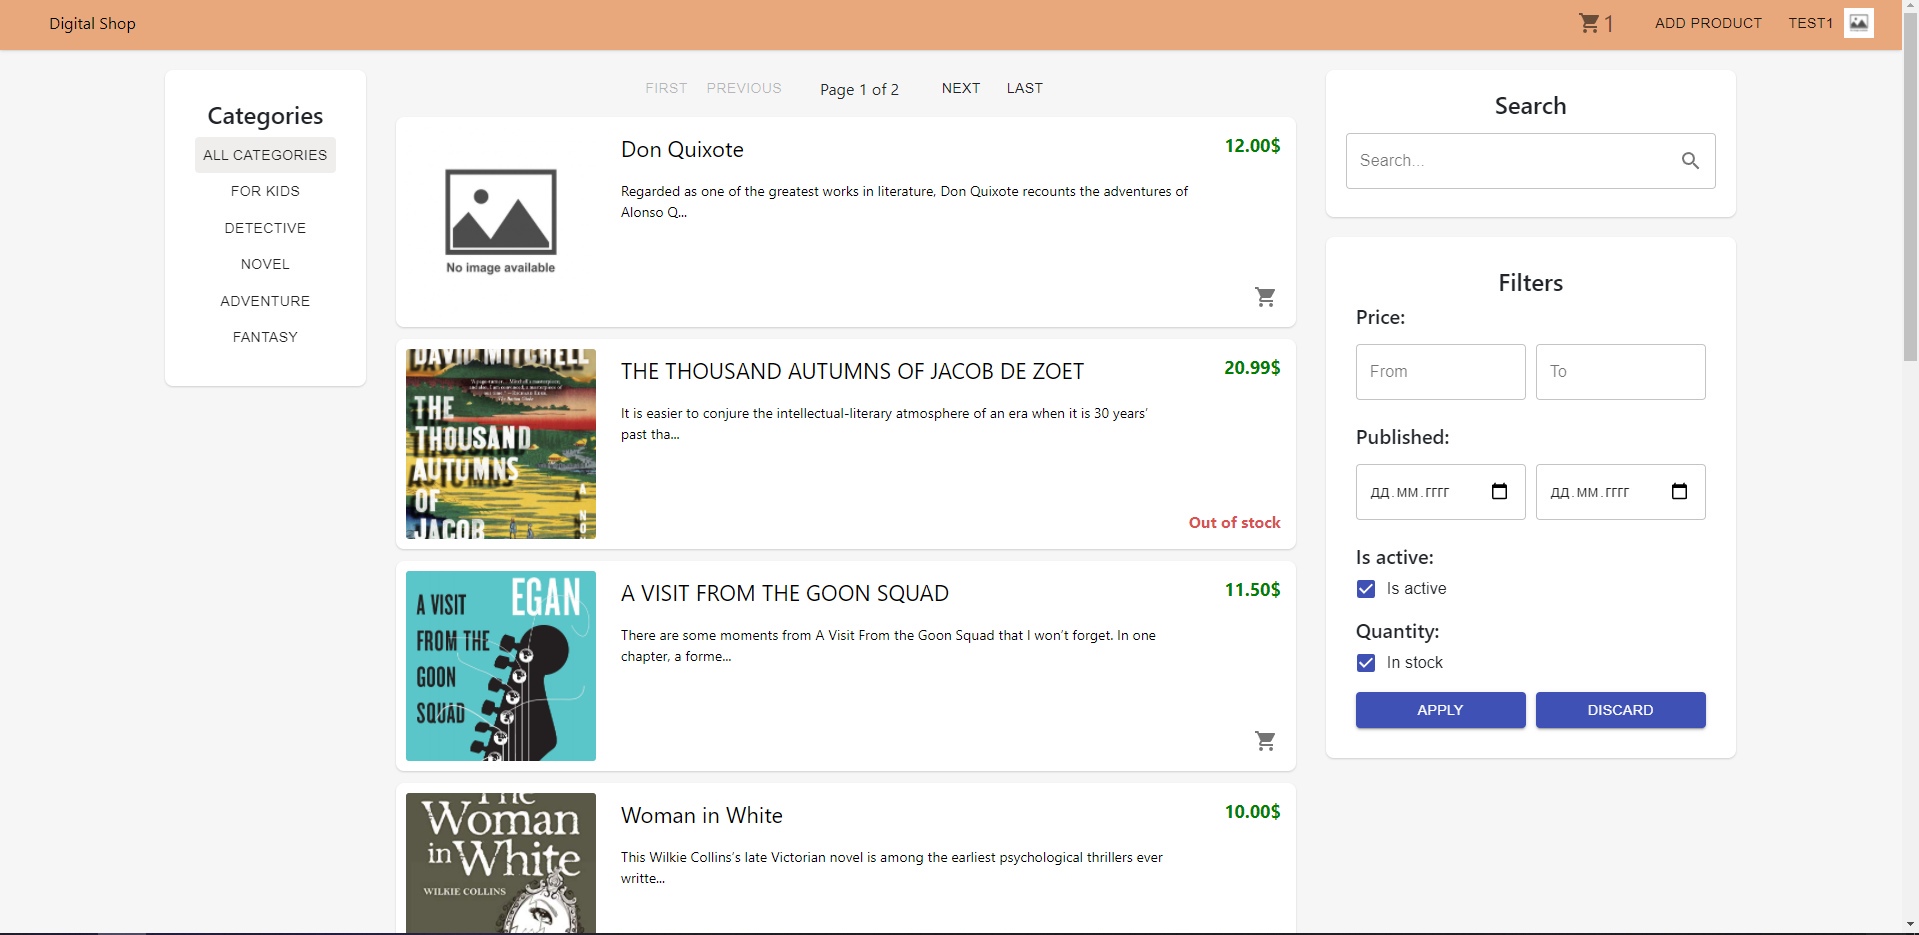 Digital Shop
1
ADD PRODUCT
TEST1
Categories
ALL CATEGORIES
FOR KIDS
DETECTIVE
NOVEL
ADVENTURE
FANTASY
FIRST
PREVIOUS
Page 1 of 2
NEXT
LAST
No image available
Don Quixote
12.00$
Regarded as one of the greatest works in literature, Don Quixote recounts the adventures of
Alonso Q...
DAVID MITCHELL
THE
THOUSAND
AUTUMNS
OF
JACOB
A
NO
THE THOUSAND AUTUMNS OF JACOB DE ZOET
20.99$
It is easier to conjure the intellectual-literary atmosphere of an era when it is 30 years’
past tha...
Out of stock
EGAN
A VISIT
FROM THE
GOON
SQUAD
A VISIT FROM THE GOON SQUAD
11.50$
There are some moments from A Visit From the Goon Squad that I won’t forget. In one
chapter, a forme...
The
Woman
in White
WILKIE COLLINS
Woman in White
10.00$
This Wilkie Collins’s late Victorian novel is among the earliest psychological thrillers ever
writte...
Search
Search...
Filters
Price:
From
To
Published:
ДД.ММ.ГГГГ
ДД.ММ.ГГГГ
Is active:
Is active
Quantity:
In stock
APPLY
DISCARD